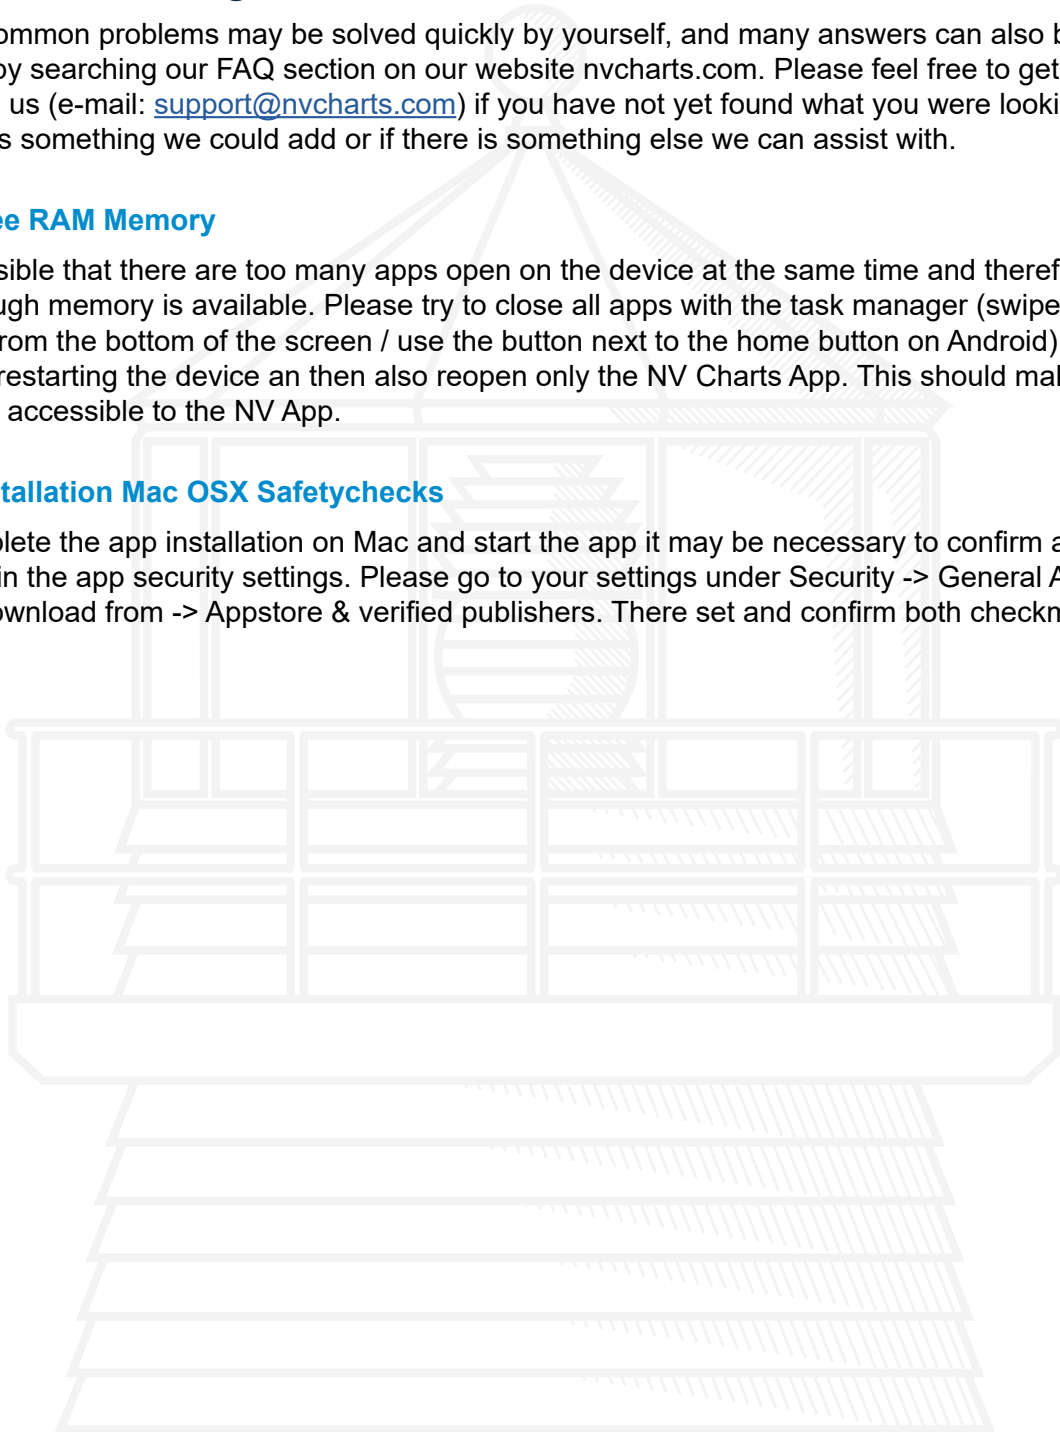 ommon problems may be solved quickly by yourself, and many answers can also b
by searching our FAQ section on our website nvcharts.com. Please feel free to get
us (e-mail: support@nvcharts.com) if you have not yet found what you were looki
s something we could add or if there is something else we can assist with.
ee RAM Memory
sible that there are too many apps open on the device at the same time and theref
ugh memory is available. Please try to close all apps with the task manager (swipe
rom the bottom of the screen / use the button next to the home button on Android)
restarting the device an then also reopen only the NV Charts App. This should mak
accessible to the NV App.
tallation Mac OSX Safetychecks
plete the app installation on Mac and start the app it may be necessary to confirm a
in the app security settings. Please go to your settings under Security -> General A
ownload from -> Appstore & verified publishers. There set and confirm both checkm